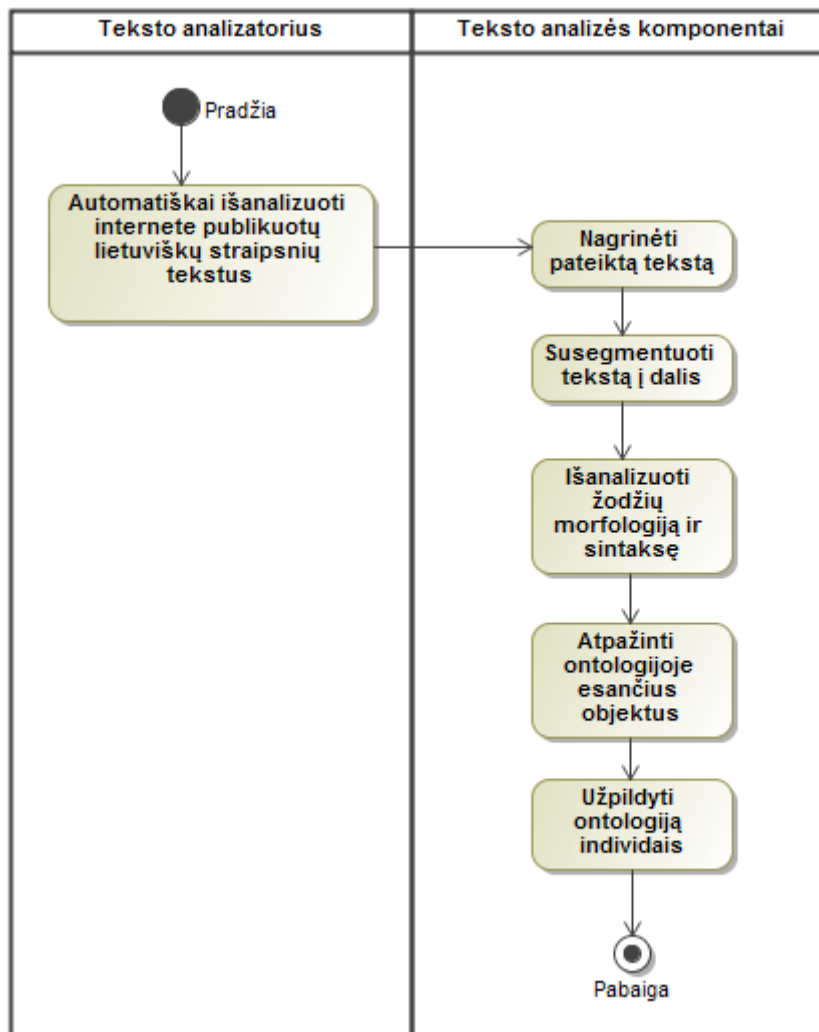 Teksto analizatorius
Teksto analizės komponentai
Pradžia
Automatiškai išanalizuoti
internete publikuotų
lietuviškų straipsnių
tekstus
Nagrinėti
pateiktą tekstą
Susegmentuoti
tekstą į dalis
Išanalizuoti
žodžių
morfologiją ir
sintaksę
Atpažinti
ontologijoje
esančius
objektus
Užpildyti
ontologiją
individais
Pabaiga